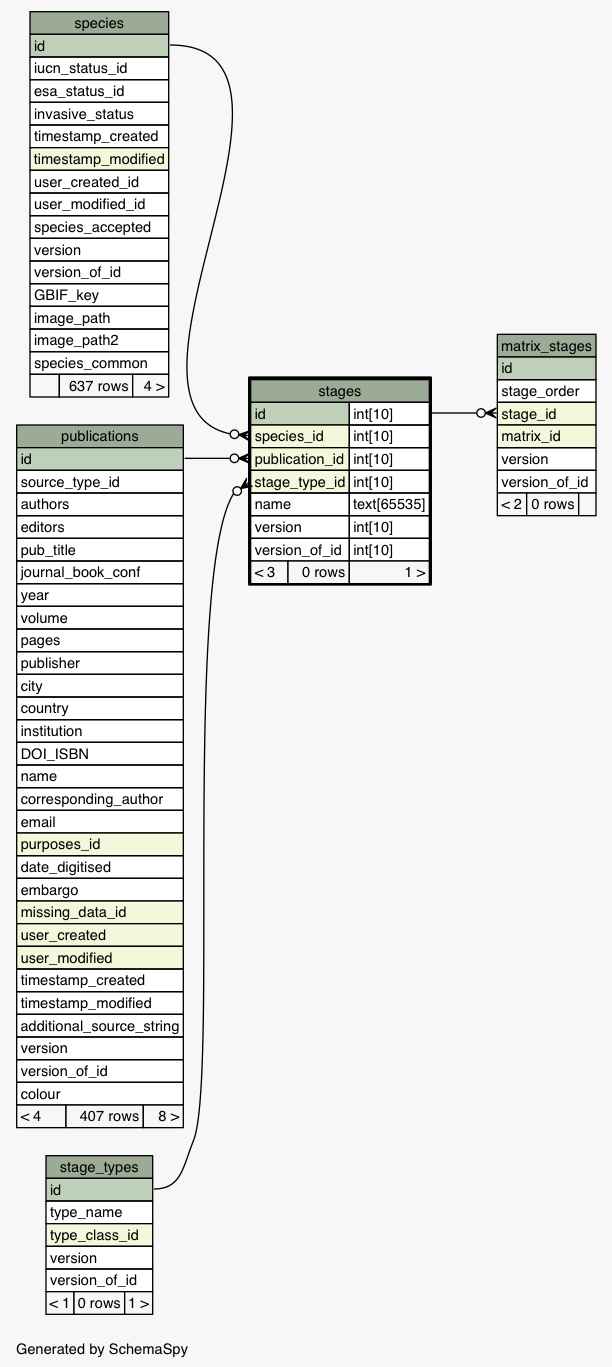 species
id
iucn_status_id
esa_status_id
invasive_status
timestamp_created
timestamp_modified
user_created_id
user_modified_id
species_accepted
version
version_of_id
GBIF_key
image_path
image_path2
species_common
637 rows 4 >
publications
id
source_type_id
authors
editors
pub_title
journal_book_conf
year
volume
pages
publisher
city
country
institution
DOI_ISBN
name
corresponding_author
email
purposes_id
date_digitised
embargo
missing_data_id
user_created
user_modified
timestamp_created
timestamp_modified
additional_source_string
version
version_of_id
colour
< 4 407 rows 8 >
stage_types
id
type_name
type_class_id
version
version_of_id
< 1 0 rows 1 >
stages
id int[10]
species_id int[10]
publication_id int[10]
stage_type_id int[10]
name text[65535]
version int[10]
version_of_id int[10]
< 3 0 rows 1 >
matrix_stages
id
stage_order
stage_id
matrix_id
version
version_of_id
< 2 0 rows
Generated by SchemaSpy